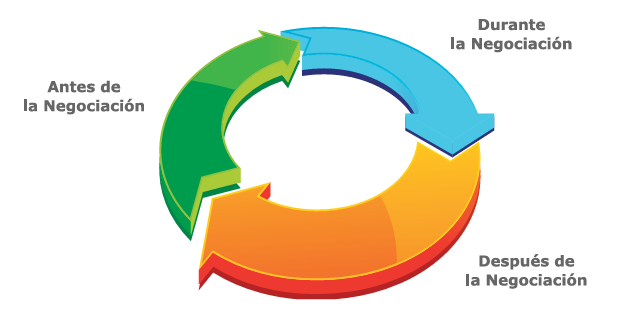 Durante
la Negociación
Antes de
la Negociación
Después de
la Negociación